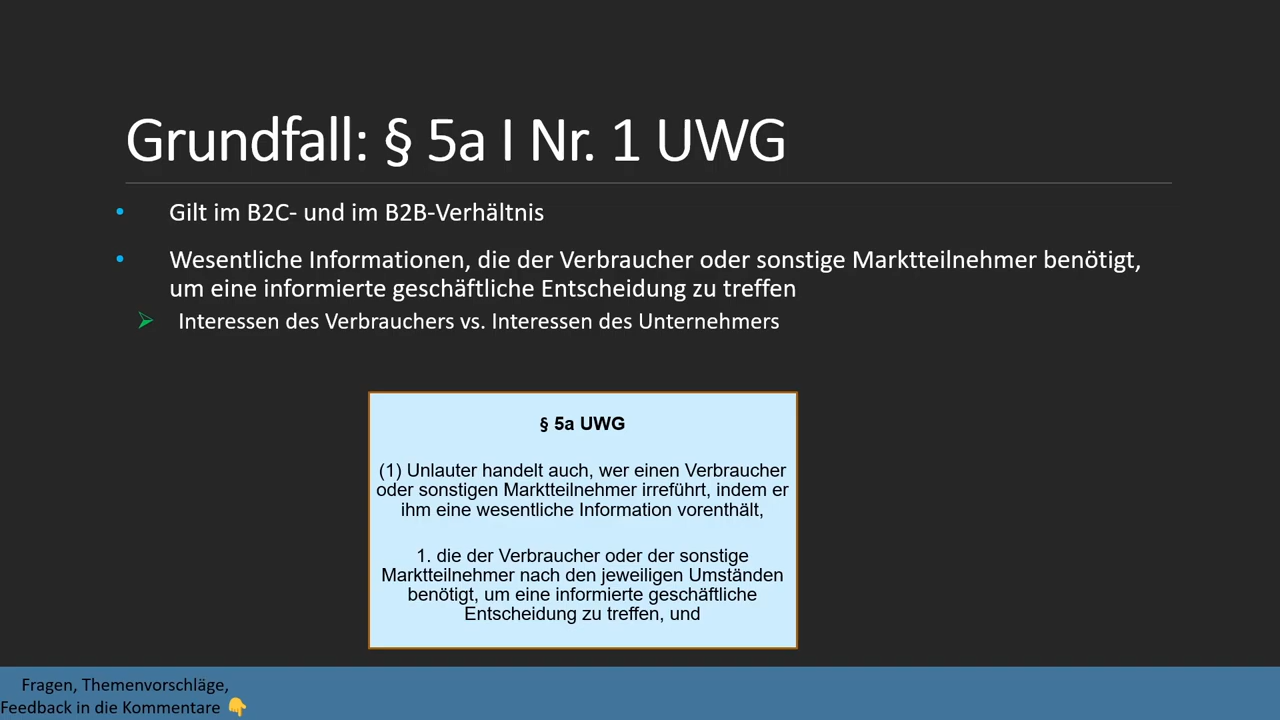 Grundfall: § 5a I Nr. 1 UWG
• Gilt im B2C- und im B2B-Verhältnis
• Wesentliche Informationen, die der Verbraucher oder sonstige Marktteilnehmer benötigt,
um eine informierte geschäftliche Entscheidung zu treffen
➢ Interessen des Verbrauchers vs. Interessen des Unternehmers
§ 5a UWG
(1) Unlauter handelt auch, wer einen Verbraucher
oder sonstigen Marktteilnehmer irreführt, indem er
ihm eine wesentliche Information vorenthält,
1. die der Verbraucher oder der sonstige
Marktteilnehmer nach den jeweiligen Umständen
benötigt, um eine informierte geschäftliche
Entscheidung zu treffen, und
Fragen, Themenvorschläge,
Feedback in die Kommentare 👇